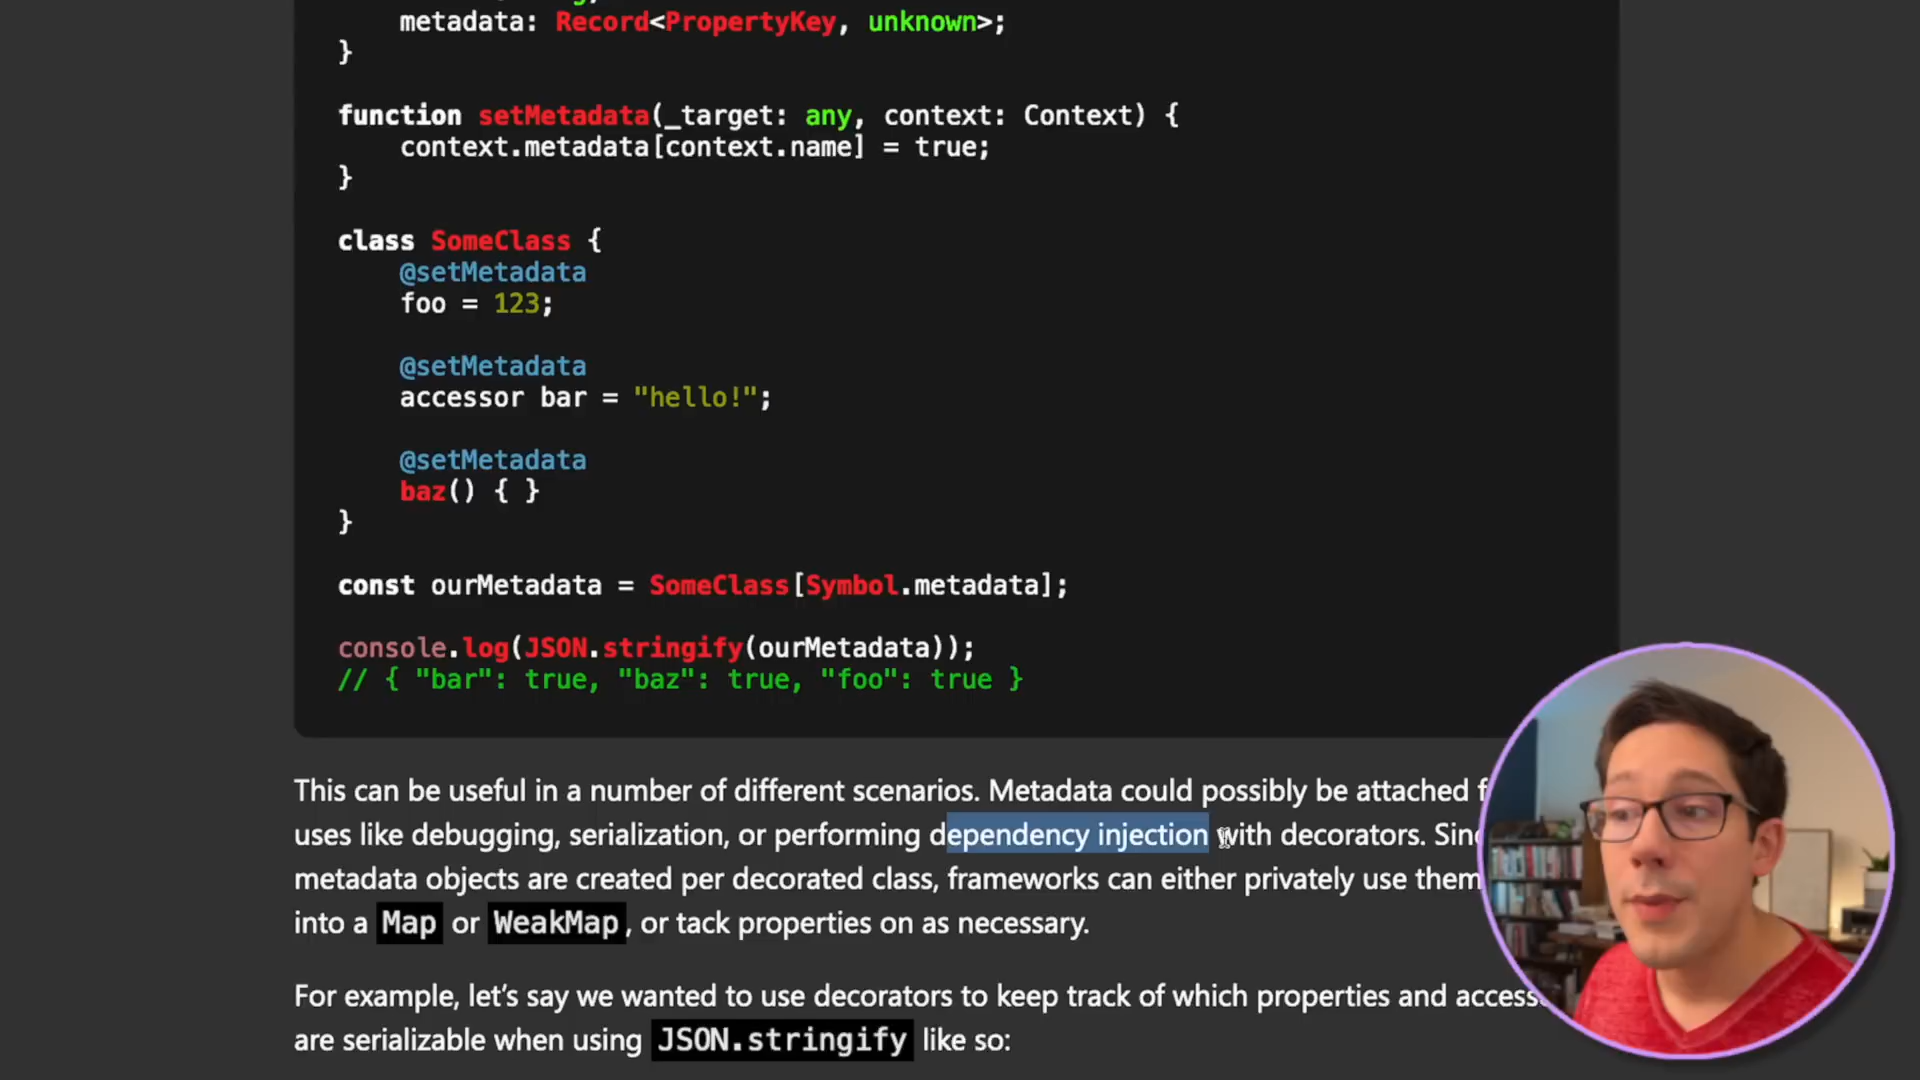 metadata: Record<PropertyKey, unknown>;
}
function setMetadata(_target: any, context: Context) {
context.metadata[context.name] = true;
}
class SomeClass {
@setMetadata
foo = 123;
@setMetadata
accessor bar = "hello!";
@setMetadata
baz() { }
}
const ourMetadata = SomeClass[Symbol.metadata];
console.log(JSON.stringify(ourMetadata));
// { "bar": true, "baz": true, "foo": true }
This can be useful in a number of different scenarios. Metadata could possibly be attached
uses like debugging, serialization, or performing dependency injection with decorators.
metadata objects are created per decorated class, frameworks can either privately use them
into a Map or WeakMap, or tack properties on as necessary.
For example, let's say we wanted to use decorators to keep track of which properties and
are serializable when using JSON.stringify like so: